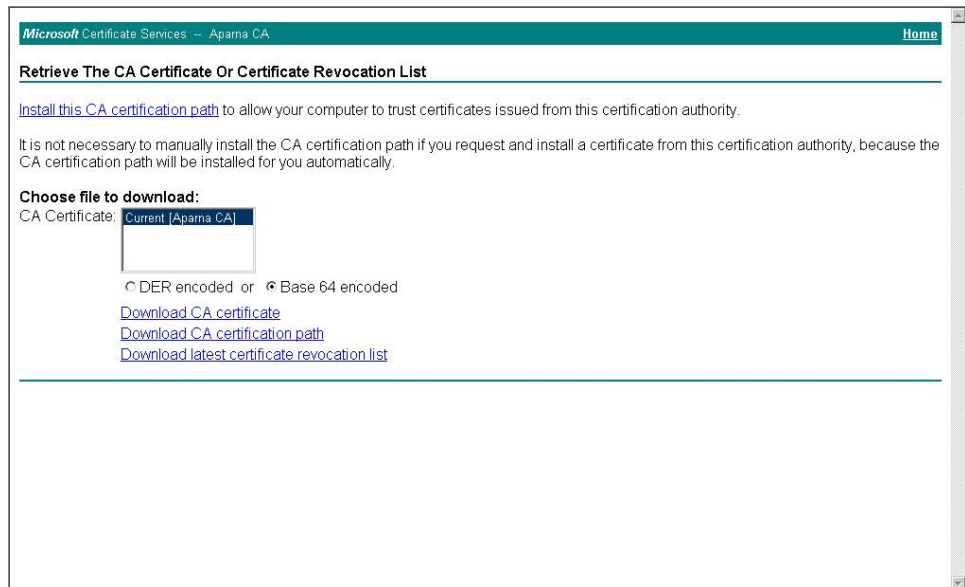 Microsoft Certificate Services -- Aparna CA Home
Retrieve The CA Certificate Or Certificate Revocation List
Install this CA certification path to allow your computer to trust certificates issued from this certification authority.
It is not necessary to manually install the CA certification path if you request and install a certificate from this certification authority, because the
CA certification path will be installed for you automatically.
Choose file to download:
CA Certificate: Current [Aparna CA]
DER encoded or Base 64 encoded
Download CA certificate
Download CA certification path
Download latest certificate revocation list